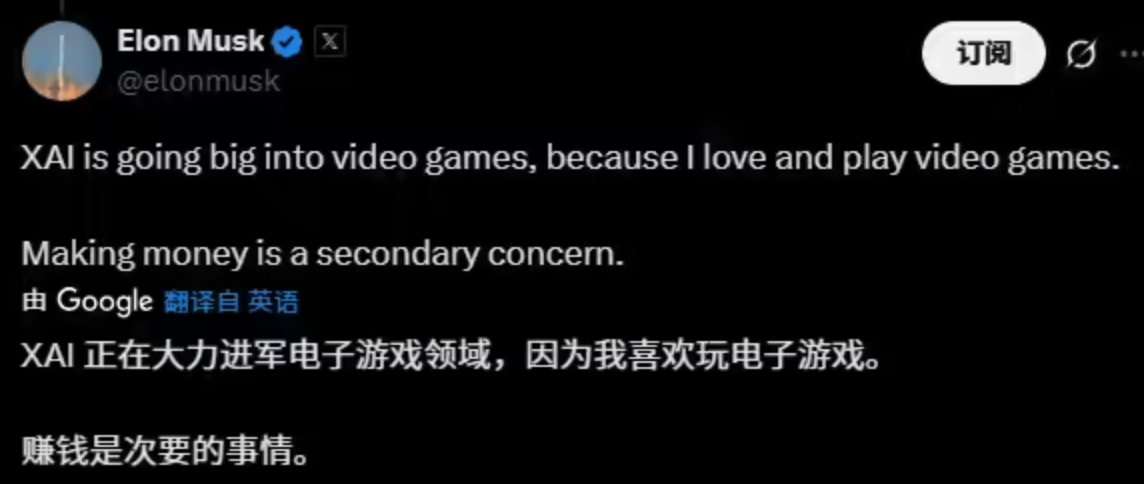 Elon Musk
@elonmusk
订阅
XAI is going big into video games, because I love and play video games.
Making money is a secondary concern.
由 Google 翻译自 英语
XAI 正在大力进军电子游戏领域，因为我喜欢玩电子游戏。
赚钱是次要的事情。